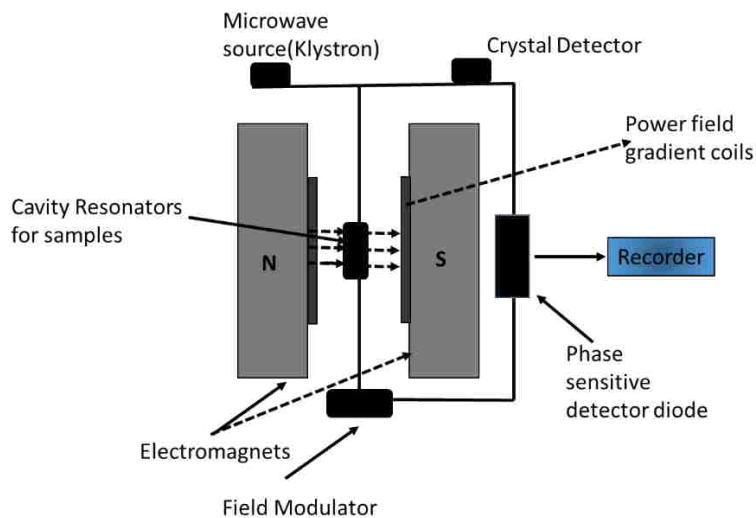 Microwave
source(Klystron)
Crystal Detector
Power field
gradient coils
Cavity Resonators
for samples
N
S
Recorder
Phase
sensitive
detector diode
Electromagnets
Field Modulator